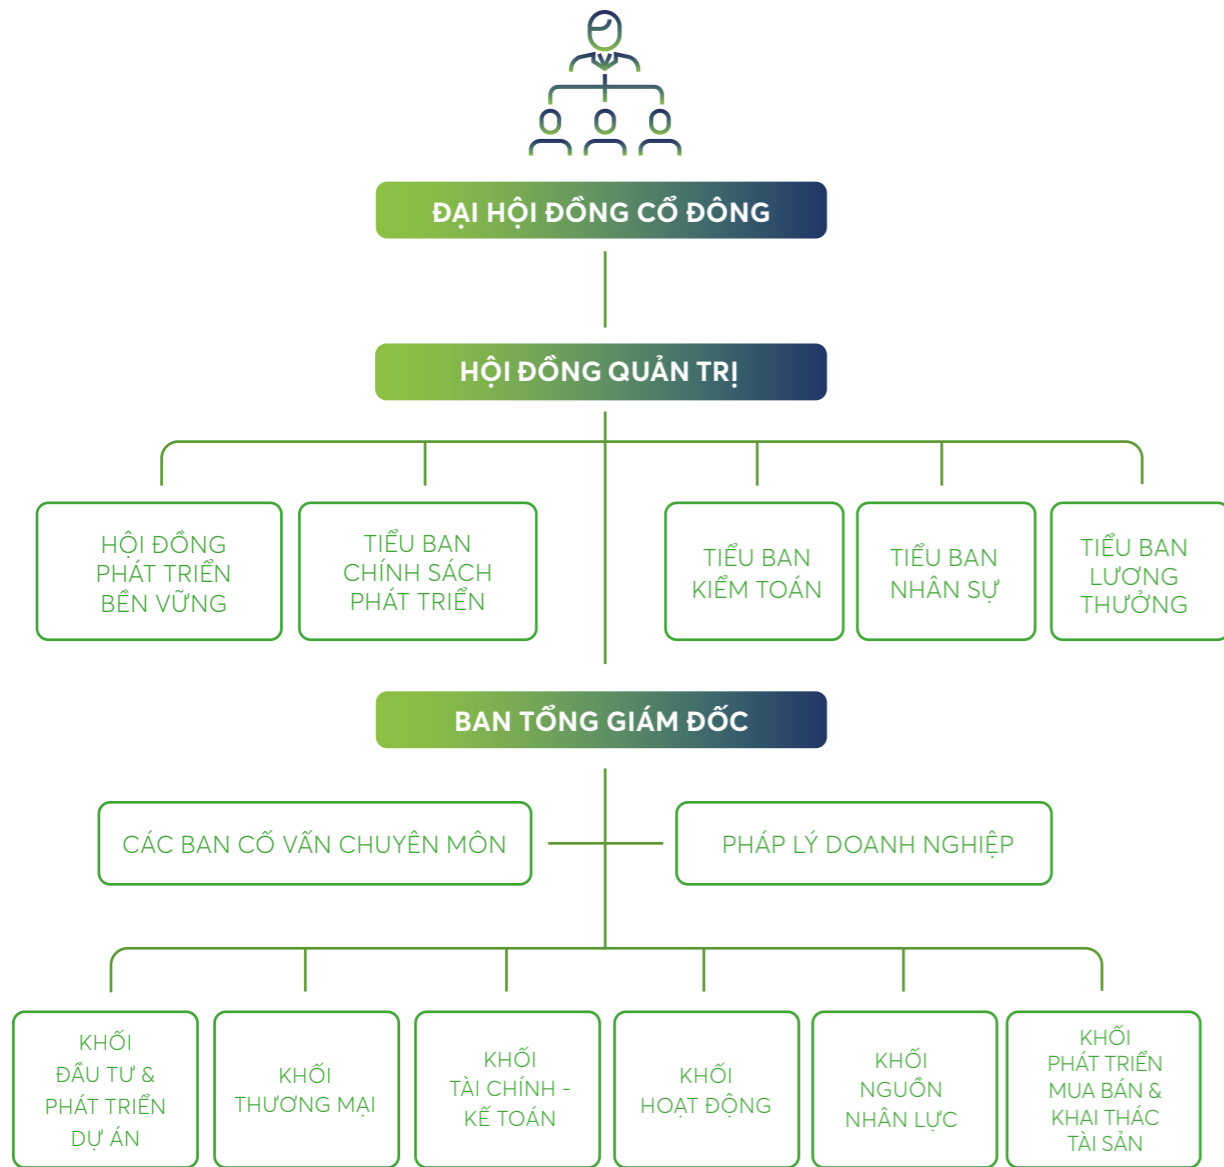 ĐẠI HỘI ĐỒNG CỔ ĐÔNG
HỘI ĐỒNG QUẢN TRỊ
HỘI ĐỒNG
PHÁT TRIỂN
BỀN VỮNG
TIỂU BAN
CHÍNH SÁCH
PHÁT TRIỂN
TIỂU BAN
KIỂM TOÁN
TIỂU BAN
NHÂN SỰ
TIỂU BAN
LƯƠNG
THƯỞNG
BAN TỔNG GIÁM ĐỐC
CÁC BAN CỐ VẤN CHUYÊN MÔN
PHÁP LÝ DOANH NGHIỆP
KHỐI
ĐẦU TƯ &
PHÁT TRIỂN
DỰ ÁN
KHỐI
THƯƠNG MẠI
KHỐI
TÀI CHÍNH -
KẾ TOÁN
KHỐI
HOẠT ĐỘNG
KHỐI
NGUỒN
NHÂN LỰC
KHỐI
PHÁT TRIỂN
MUA BÁN &
KHAI THÁC
TÀI SẢN